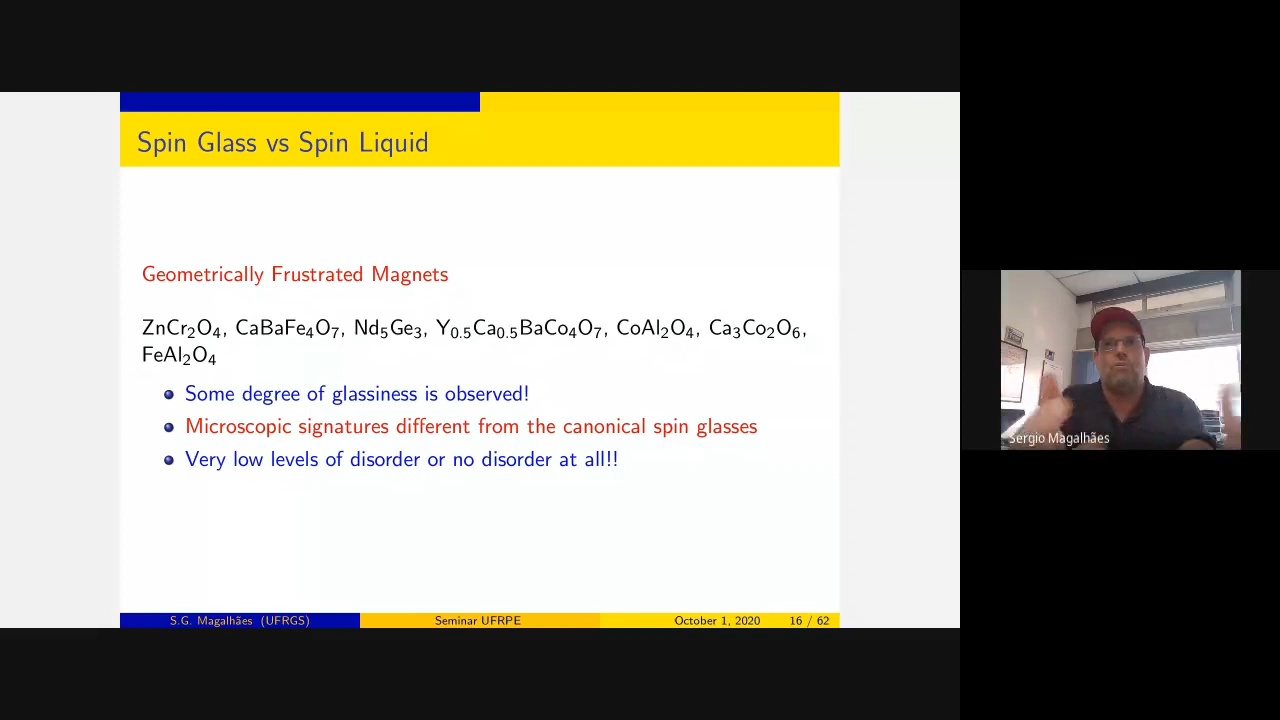 Spin Glass vs Spin Liquid
Geometrically Frustrated Magnets
ZnCr₂O₄, CaBaFe₄O₇, Nd₅Ge₃, Y₀.₅Ca₀.₅BaCo₄O₇, CoAl₂O₄, Ca₃Co₂O₆,
FeAl₂O₄
Some degree of glassiness is observed!
Microscopic signatures different from the canonical spin glasses
Very low levels of disorder or no disorder at all!!
S.G. Magalhães (UFRGS) Seminar UFRPE October 1, 2020 16 / 62
Sergio Magalhães